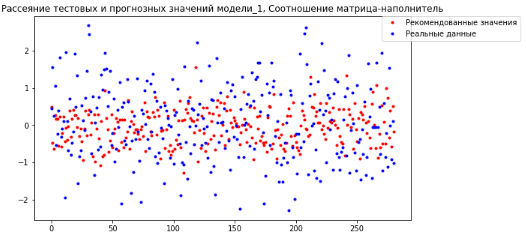 Рассеяние тестовых и прогнозных значений модели_1, Соотношение матрица-наполнитель
Рекомендованные значения
Реальные данные
2
1
0
−1
−2
0 50 100 150 200 250